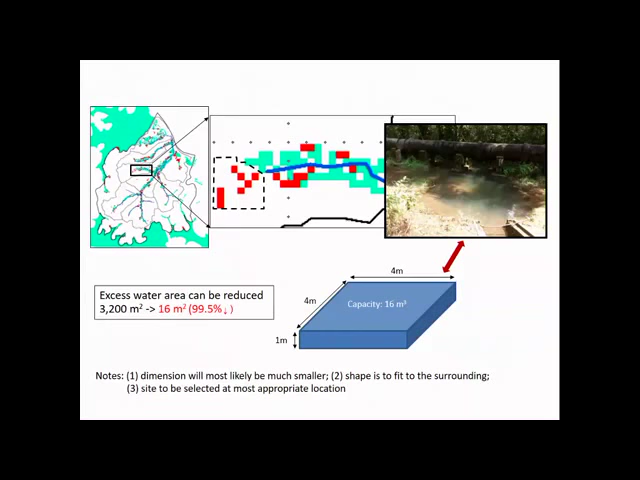 4m
4m
Capacity: 16 m³
1m
Excess water area can be reduced
3,200 m² -> 16 m² (99.5%↓)
Notes: (1) dimension will most likely be much smaller; (2) shape is to fit to the surrounding;
(3) site to be selected at most appropriate location